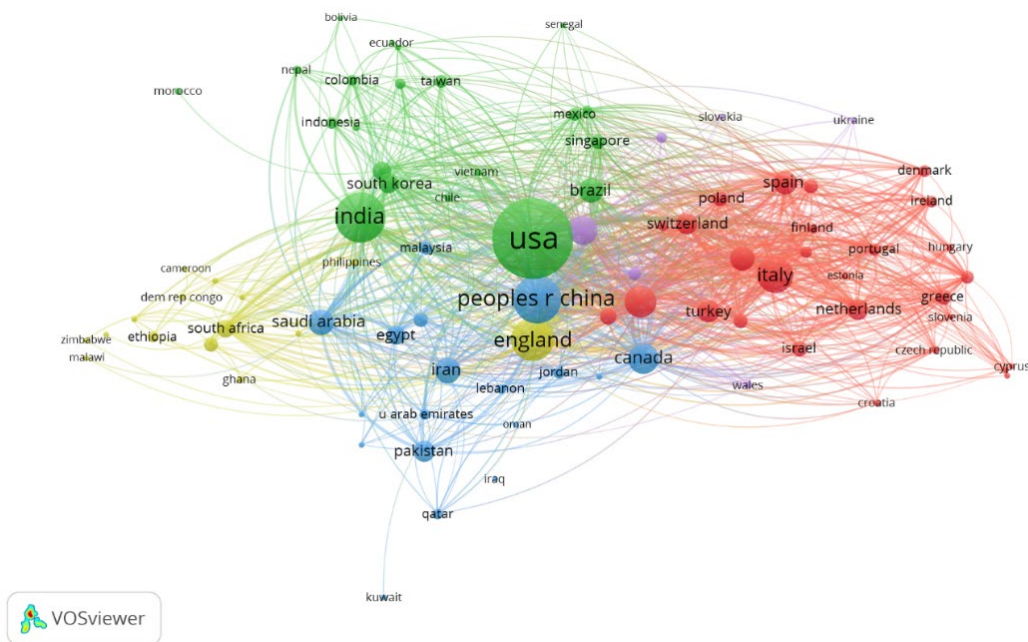 bolivia
senegal
ecuador
nepal
colombia
taiwan
morocco
mexico
slovakia
ukraine
indonesia
singapore
vietnam
south korea
chile
brazil
spain
denmark
poland
ireland
india
usa
switzerland
finland
malaysia
portugal
hungary
philippines
cameroon
italy
estonia
dem rep congo
peoples r china
greece
saudi arabia
turkey
netherlands
slovenia
south africa
zimbabwe
ethiopia
egypt
england
israel
czech republic
malawi
canada
cyprus
ghana
iran
jordan
lebanon
wales
croatia
u arab emirates
oman
pakistan
iraq
qatar
kuwait
VOSviewer